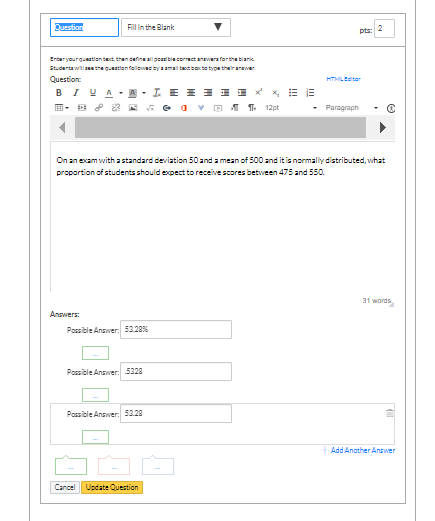 Question
Fill In the Blank
pts: 2
Enter your question text, then define all possible correct answers for the blank.
Students will see the question followed by a small text box to type their answer.
Question:
HTML Editor
B I U A A I x² x₂
12pt Paragraph
On an exam with a standard deviation 50 and a mean of 500 and it is normally distributed, what
proportion of students should expect to receive scores between 475 and 550.
31 words
Answers:
Possible Answer: 53.28%
...
Possible Answer: .5328
...
Possible Answer: 53.28
...
+ Add Another Answer
... ... ...
Cancel Update Question